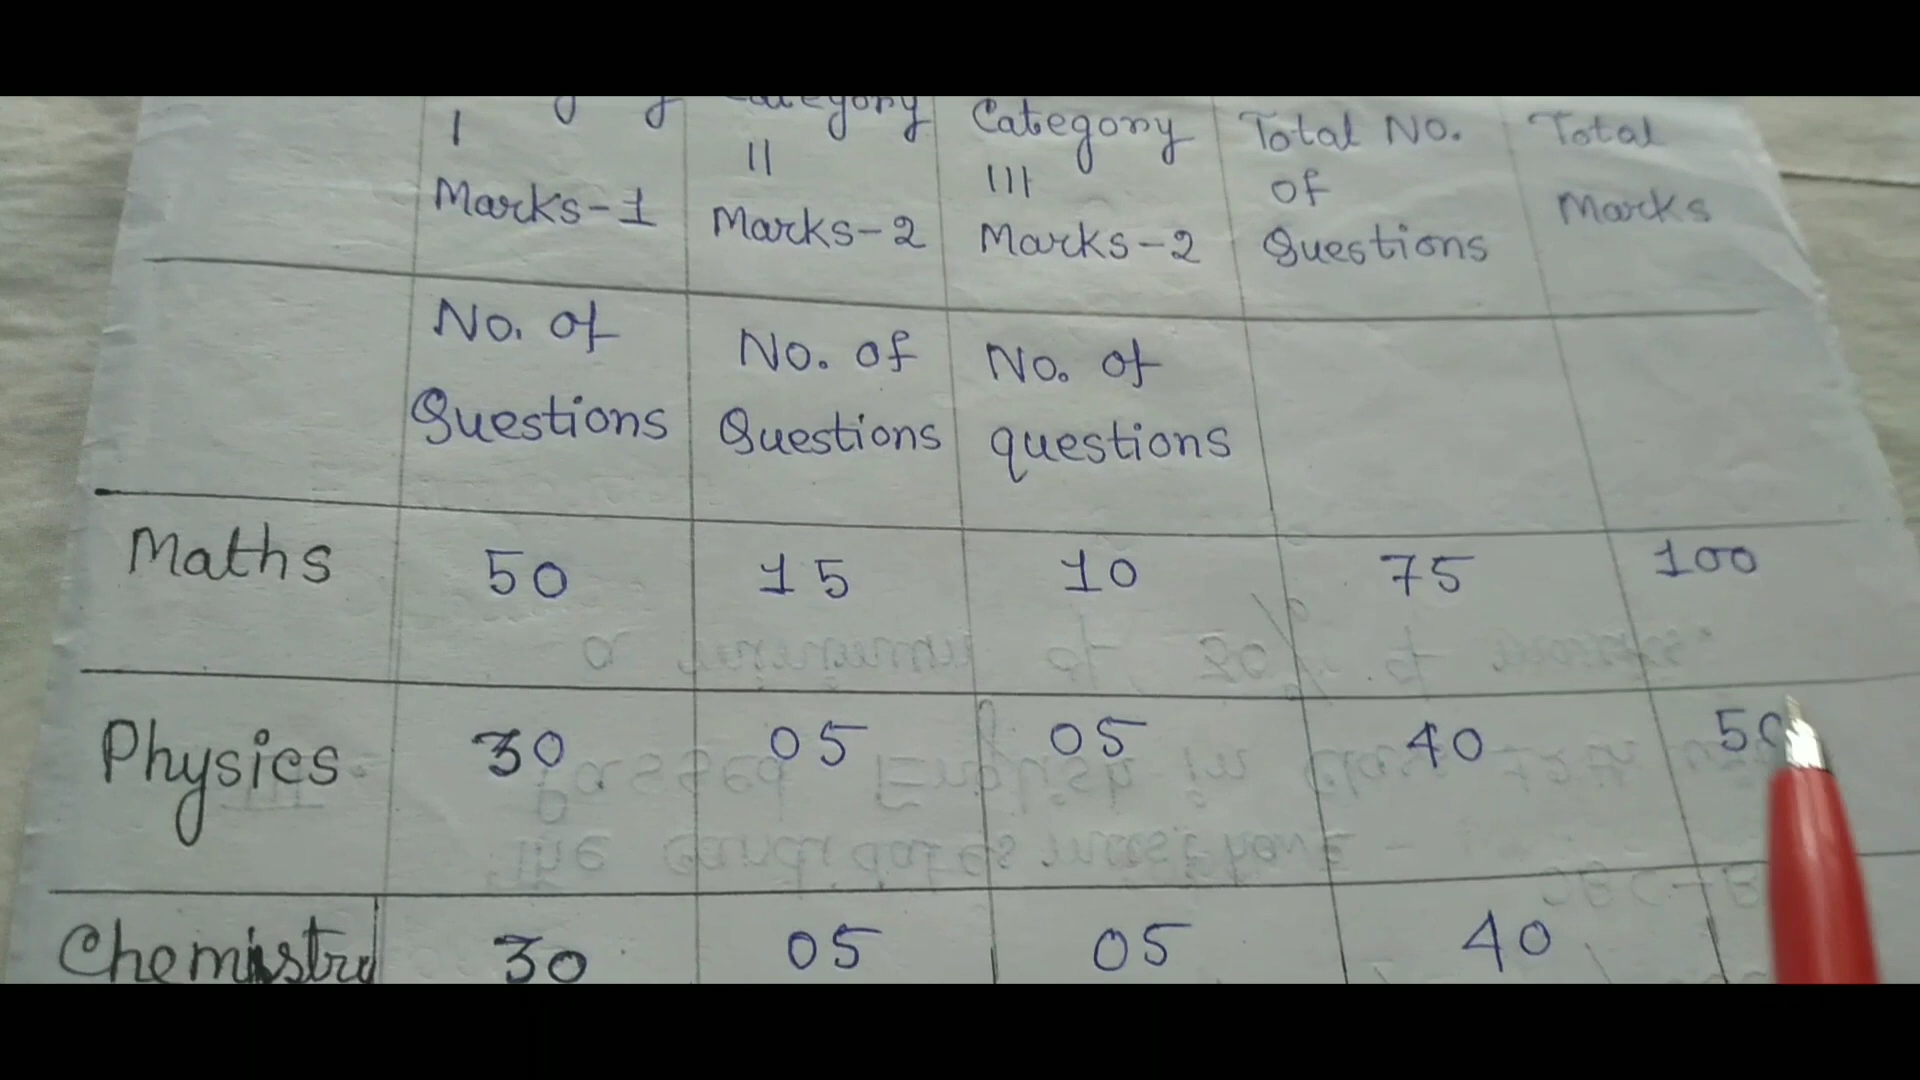 Category Category Total No. Total
I II III of Marks
Marks-1 Marks-2 Marks-2 Questions
No. of No. of No. of
Questions Questions questions
Maths 50 15 10 75 100
Physics 30 05 05 40 50
Chemistry 30 05 05 40